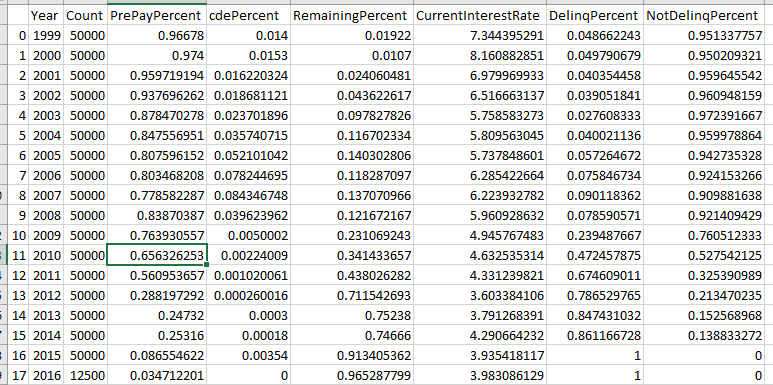 Year Count PrePayPercent cdePercent RemainingPercent CurrentInterestRate DelinqPercent NotDelinqPercent
0 1999 50000 0.96678 0.014 0.01922 7.344395291 0.048662243 0.951337757
1 2000 50000 0.974 0.0153 0.0107 8.160882851 0.049790679 0.950209321
2 2001 50000 0.959719194 0.016220324 0.024060481 6.979969933 0.040354458 0.959645542
3 2002 50000 0.937696262 0.018681121 0.043622617 6.516663137 0.039051841 0.960948159
4 2003 50000 0.878470278 0.023701896 0.097827826 5.758583273 0.027608333 0.972391667
5 2004 50000 0.847556951 0.035740715 0.116702334 5.809563045 0.040021136 0.959978864
6 2005 50000 0.807596152 0.052101042 0.140302806 5.737848601 0.057264672 0.942735328
7 2006 50000 0.803468208 0.078244695 0.118287097 6.285422664 0.075846734 0.924153266
8 2007 50000 0.778582287 0.084346748 0.137070966 6.223932782 0.090118362 0.909881638
9 2008 50000 0.83870387 0.039623962 0.121672167 5.960928632 0.078590571 0.921409429
10 2009 50000 0.763930557 0.0050002 0.231069243 4.945767483 0.239487667 0.760512333
11 2010 50000 0.656326253 0.00224009 0.341433657 4.632535314 0.472457875 0.527542125
12 2011 50000 0.560953657 0.001020061 0.438026282 4.331239821 0.674609011 0.325390989
13 2012 50000 0.288197292 0.000260016 0.711542693 3.603384106 0.786529765 0.213470235
14 2013 50000 0.24732 0.0003 0.75238 3.791268391 0.847431032 0.152568968
15 2014 50000 0.25316 0.00018 0.74666 4.290664232 0.861166728 0.138833272
16 2015 50000 0.086554622 0.00354 0.913405362 3.935418117 1 0
17 2016 12500 0.034712201 0 0.965287799 3.983086129 1 0